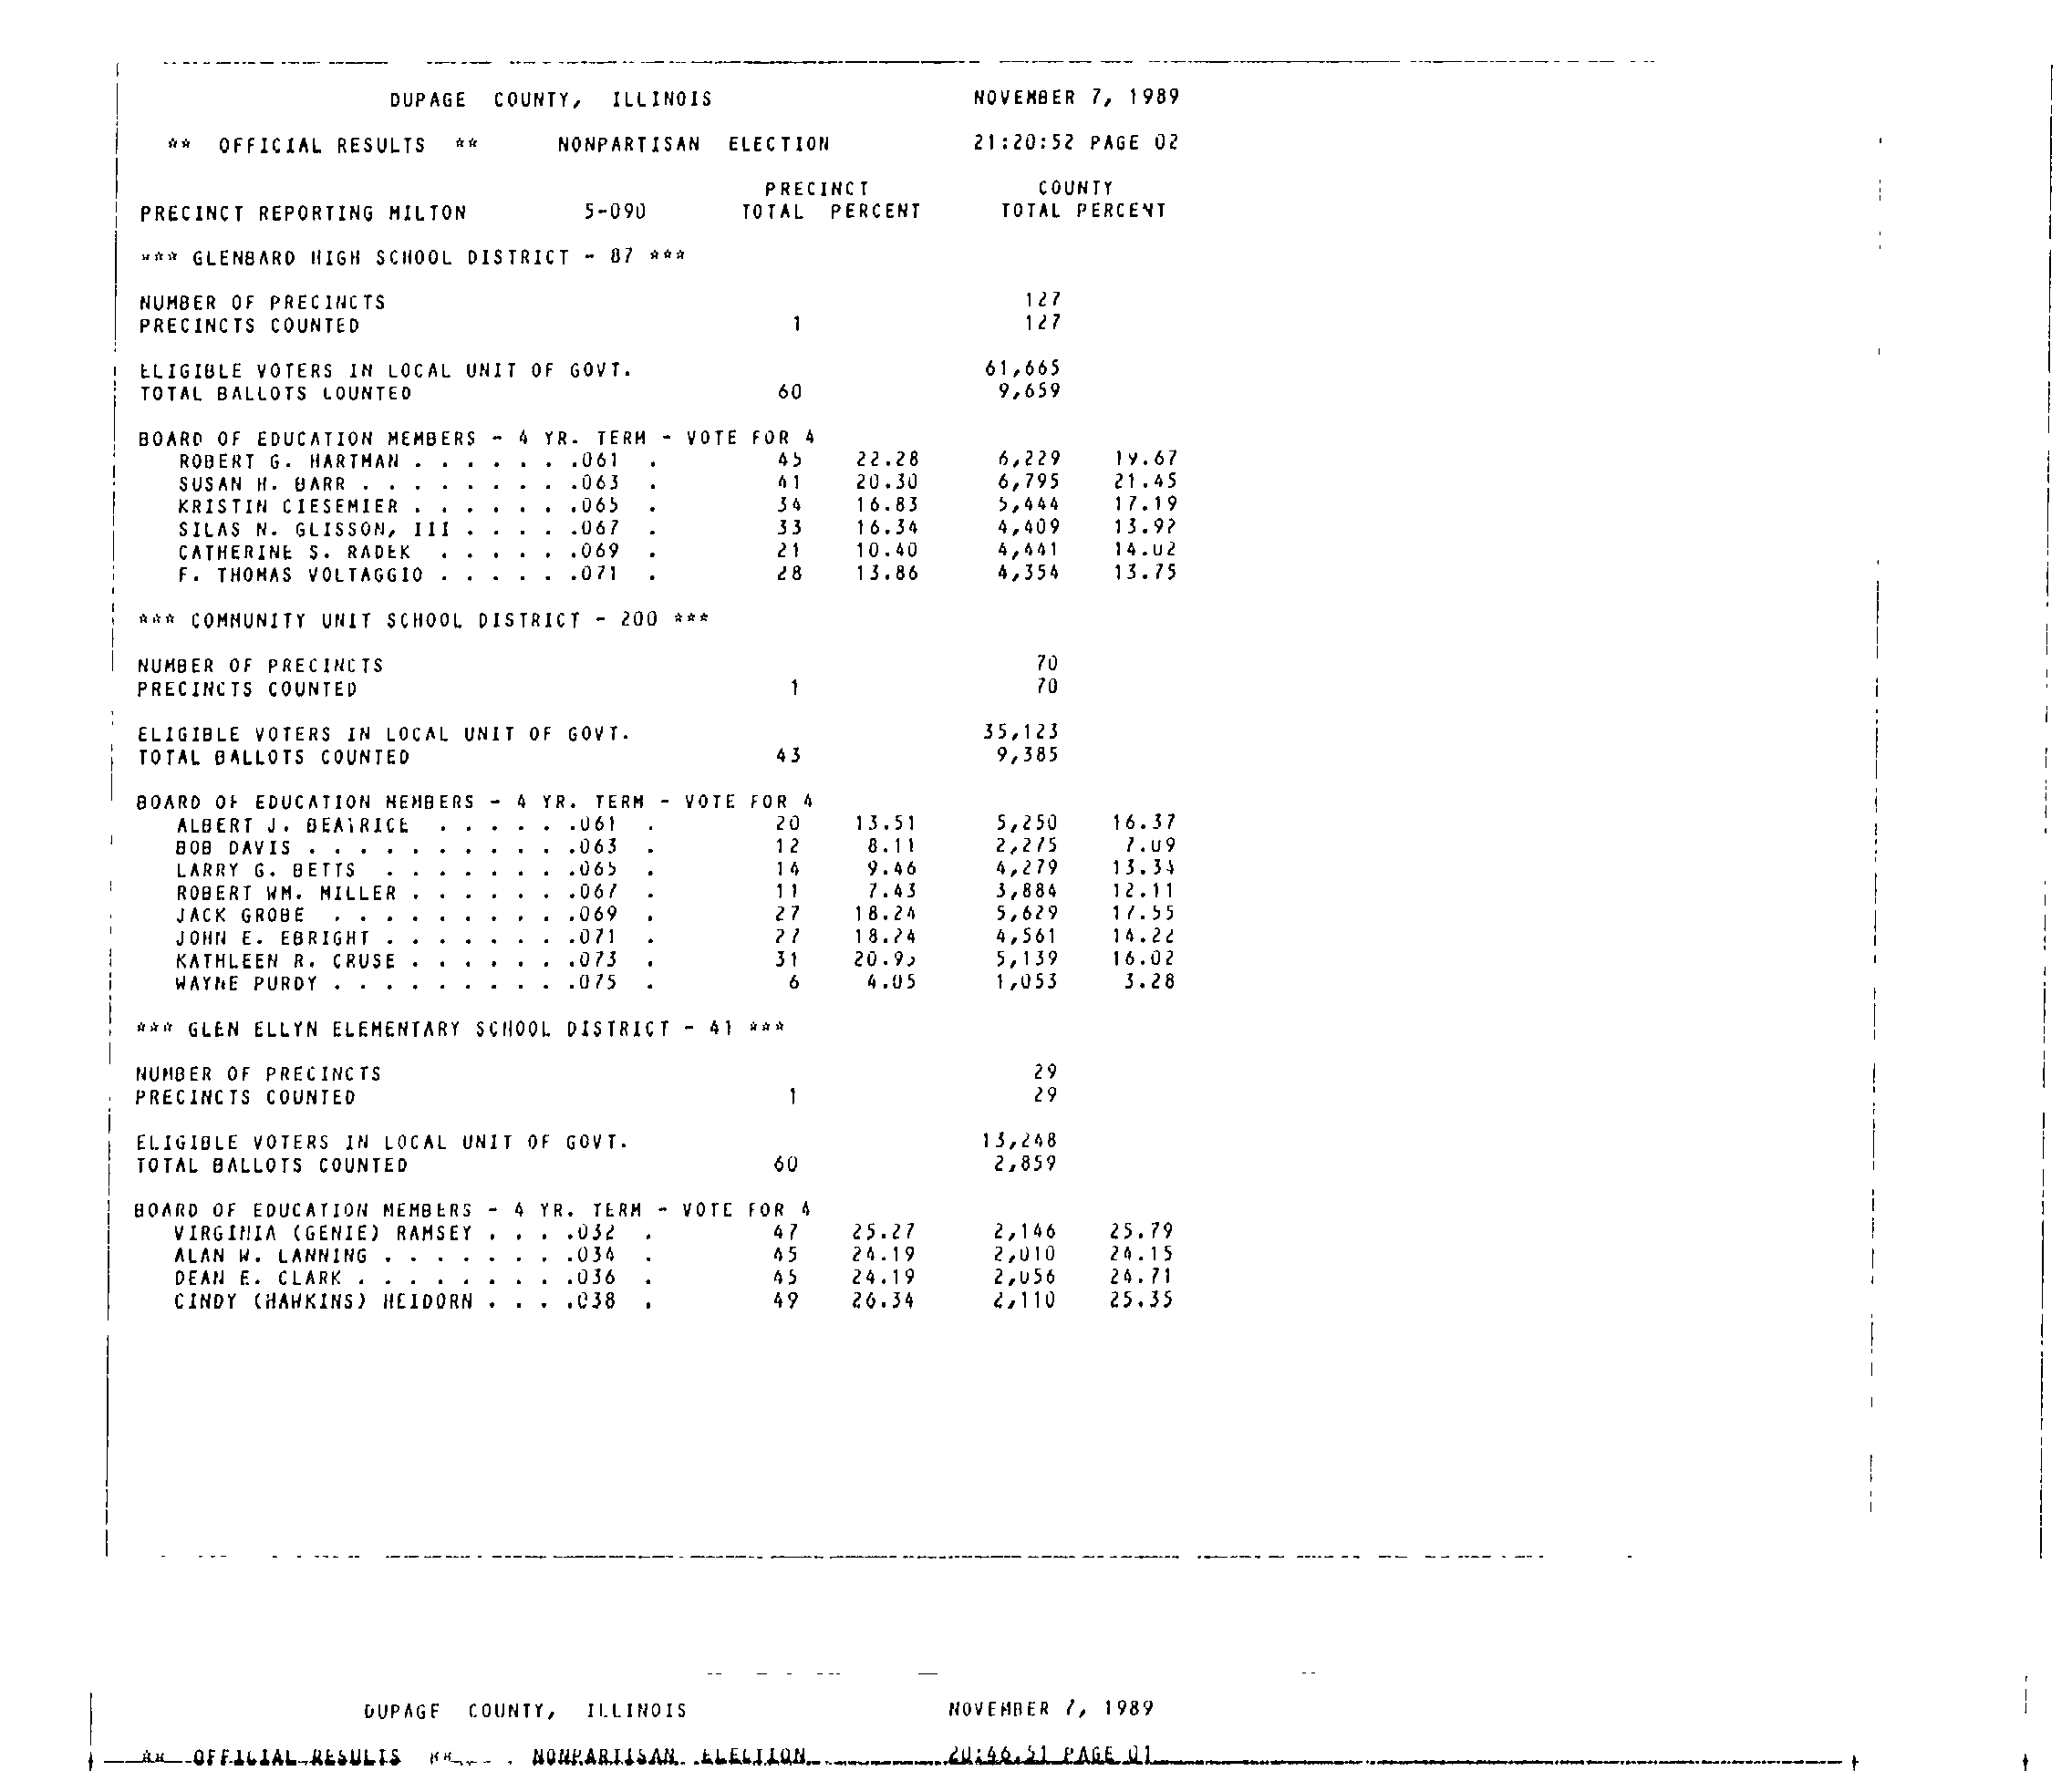 DUPAGE COUNTY, ILLINOIS NOVEMBER 7, 1989
** OFFICIAL RESULTS ** NONPARTISAN ELECTION 21:20:52 PAGE 02
PRECINCT COUNTY
PRECINCT REPORTING MILTON 5-090 TOTAL PERCENT TOTAL PERCENT
*** GLENBARD HIGH SCHOOL DISTRICT - 87 ***
NUMBER OF PRECINCTS 127
PRECINCTS COUNTED 1 127
ELIGIBLE VOTERS IN LOCAL UNIT OF GOVT. 61,665
TOTAL BALLOTS COUNTED 60 9,659
BOARD OF EDUCATION MEMBERS - 4 YR. TERM - VOTE FOR 4
ROBERT G. HARTMAN . . . . . . .061 . 45 22.28 6,229 19.67
SUSAN H. BARR . . . . . . . . .063 . 41 20.30 6,795 21.45
KRISTIN CIESEMIER . . . . . . .065 . 34 16.83 5,444 17.19
SILAS N. GLISSON, III . . . . .067 . 33 16.34 4,409 13.92
CATHERINE S. RADEK . . . . . .069 . 21 10.40 4,441 14.02
F. THOMAS VOLTAGGIO . . . . . .071 . 28 13.86 4,354 13.75
*** COMMUNITY UNIT SCHOOL DISTRICT - 200 ***
NUMBER OF PRECINCTS 70
PRECINCTS COUNTED 1 70
ELIGIBLE VOTERS IN LOCAL UNIT OF GOVT. 35,123
TOTAL BALLOTS COUNTED 43 9,385
BOARD OF EDUCATION MEMBERS - 4 YR. TERM - VOTE FOR 4
ALBERT J. BEATRICE . . . . . .061 . 20 13.51 5,250 16.37
BOB DAVIS . . . . . . . . . . .063 . 12 8.11 2,275 7.09
LARRY G. BETTS . . . . . . . .065 . 14 9.46 4,279 13.34
ROBERT WM. MILLER . . . . . . .067 . 11 7.43 3,884 12.11
JACK GROBE . . . . . . . . . .069 . 27 18.24 5,629 17.55
JOHN E. EBRIGHT . . . . . . . .071 . 27 18.24 4,561 14.22
KATHLEEN R. CRUSE . . . . . . .073 . 31 20.95 5,139 16.02
WAYNE PURDY . . . . . . . . . .075 . 6 4.05 1,053 3.28
*** GLEN ELLYN ELEMENTARY SCHOOL DISTRICT - 41 ***
NUMBER OF PRECINCTS 29
PRECINCTS COUNTED 1 29
ELIGIBLE VOTERS IN LOCAL UNIT OF GOVT. 13,248
TOTAL BALLOTS COUNTED 60 2,859
BOARD OF EDUCATION MEMBERS - 4 YR. TERM - VOTE FOR 4
VIRGINIA (GENIE) RAMSEY . . . .032 . 47 25.27 2,146 25.79
ALAN W. LANNING . . . . . . . .034 . 45 24.19 2,010 24.15
DEAN E. CLARK . . . . . . . . .036 . 45 24.19 2,056 24.71
CINDY (HAWKINS) HEIDORN . . . .038 . 49 26.34 2,110 25.35
DUPAGE COUNTY, ILLINOIS NOVEMBER 7, 1989
** OFFICIAL RESULTS ** NONPARTISAN ELECTION 20:46:51 PAGE 01